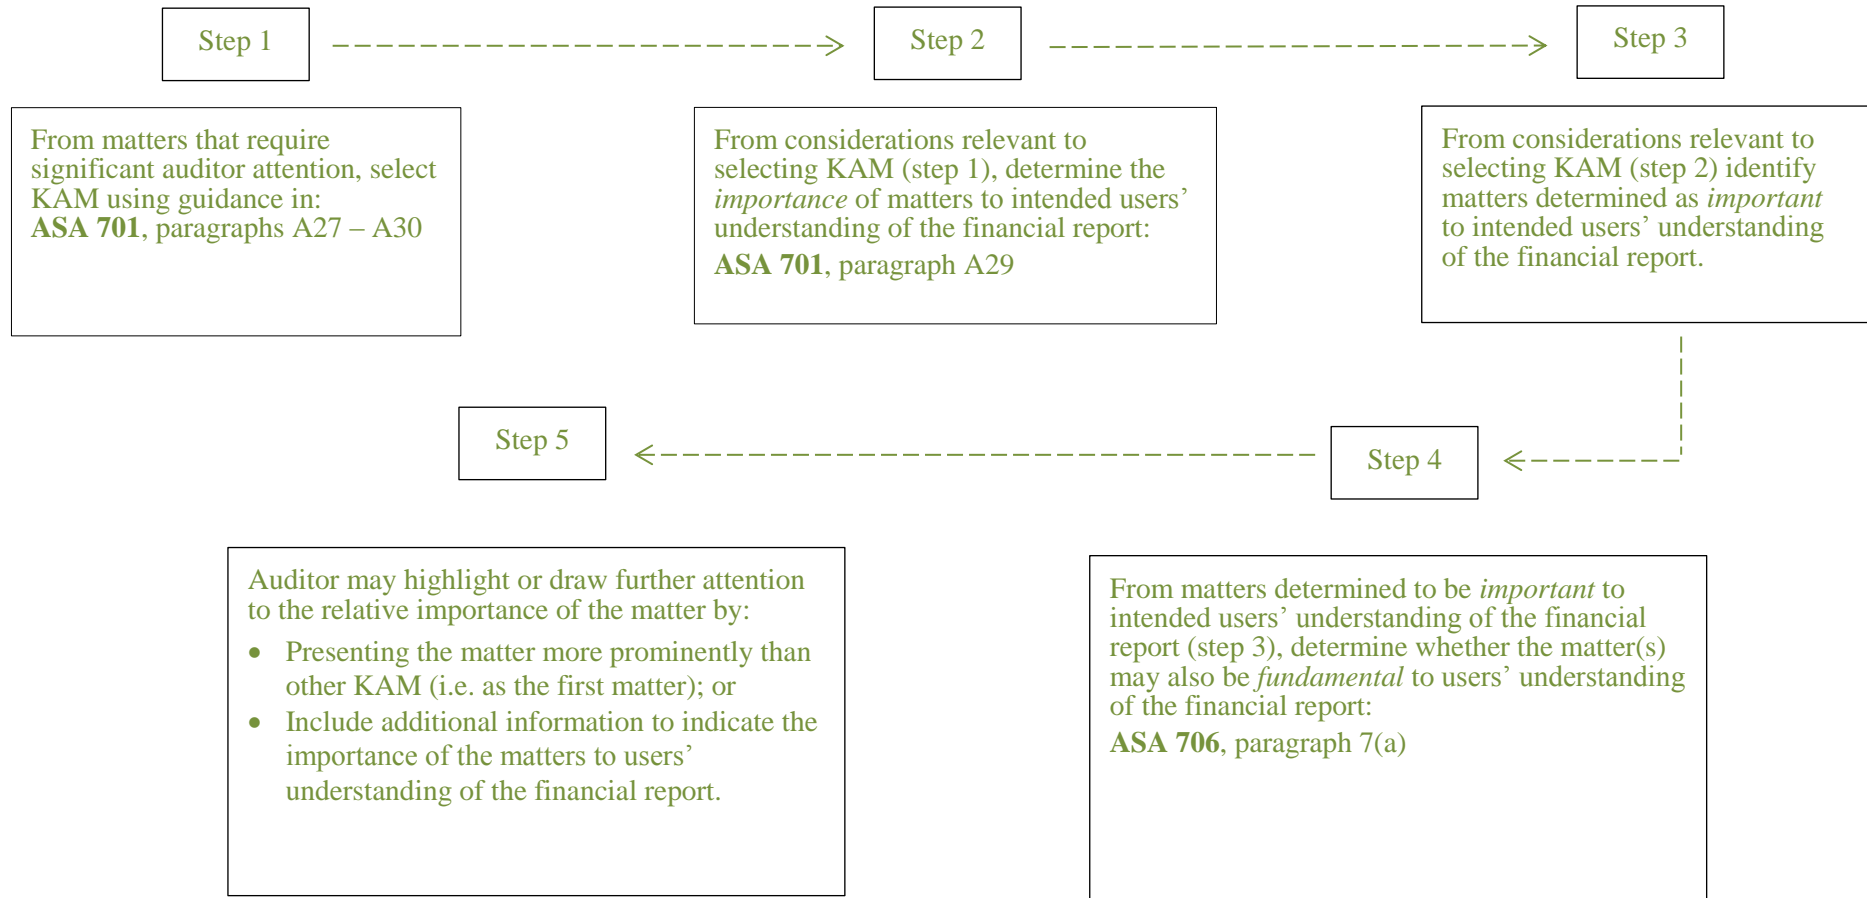 Step 1
Step 2
Step 3
From matters that require
significant auditor attention, select
KAM using guidance in:
ASA 701, paragraphs A27 – A30
From considerations relevant to
selecting KAM (step 1), determine the
importance of matters to intended users’
understanding of the financial report:
ASA 701, paragraph A29
From considerations relevant to
selecting KAM (step 2) identify
matters determined as important
to intended users’ understanding
of the financial report.
Step 4
From matters determined to be important to
intended users’ understanding of the financial
report (step 3), determine whether the matter(s)
may also be fundamental to users’ understanding
of the financial report:
ASA 706, paragraph 7(a)
Step 5
Auditor may highlight or draw further attention
to the relative importance of the matter by:
• Presenting the matter more prominently than
other KAM (i.e. as the first matter); or
• Include additional information to indicate the
importance of the matters to users’
understanding of the financial report.